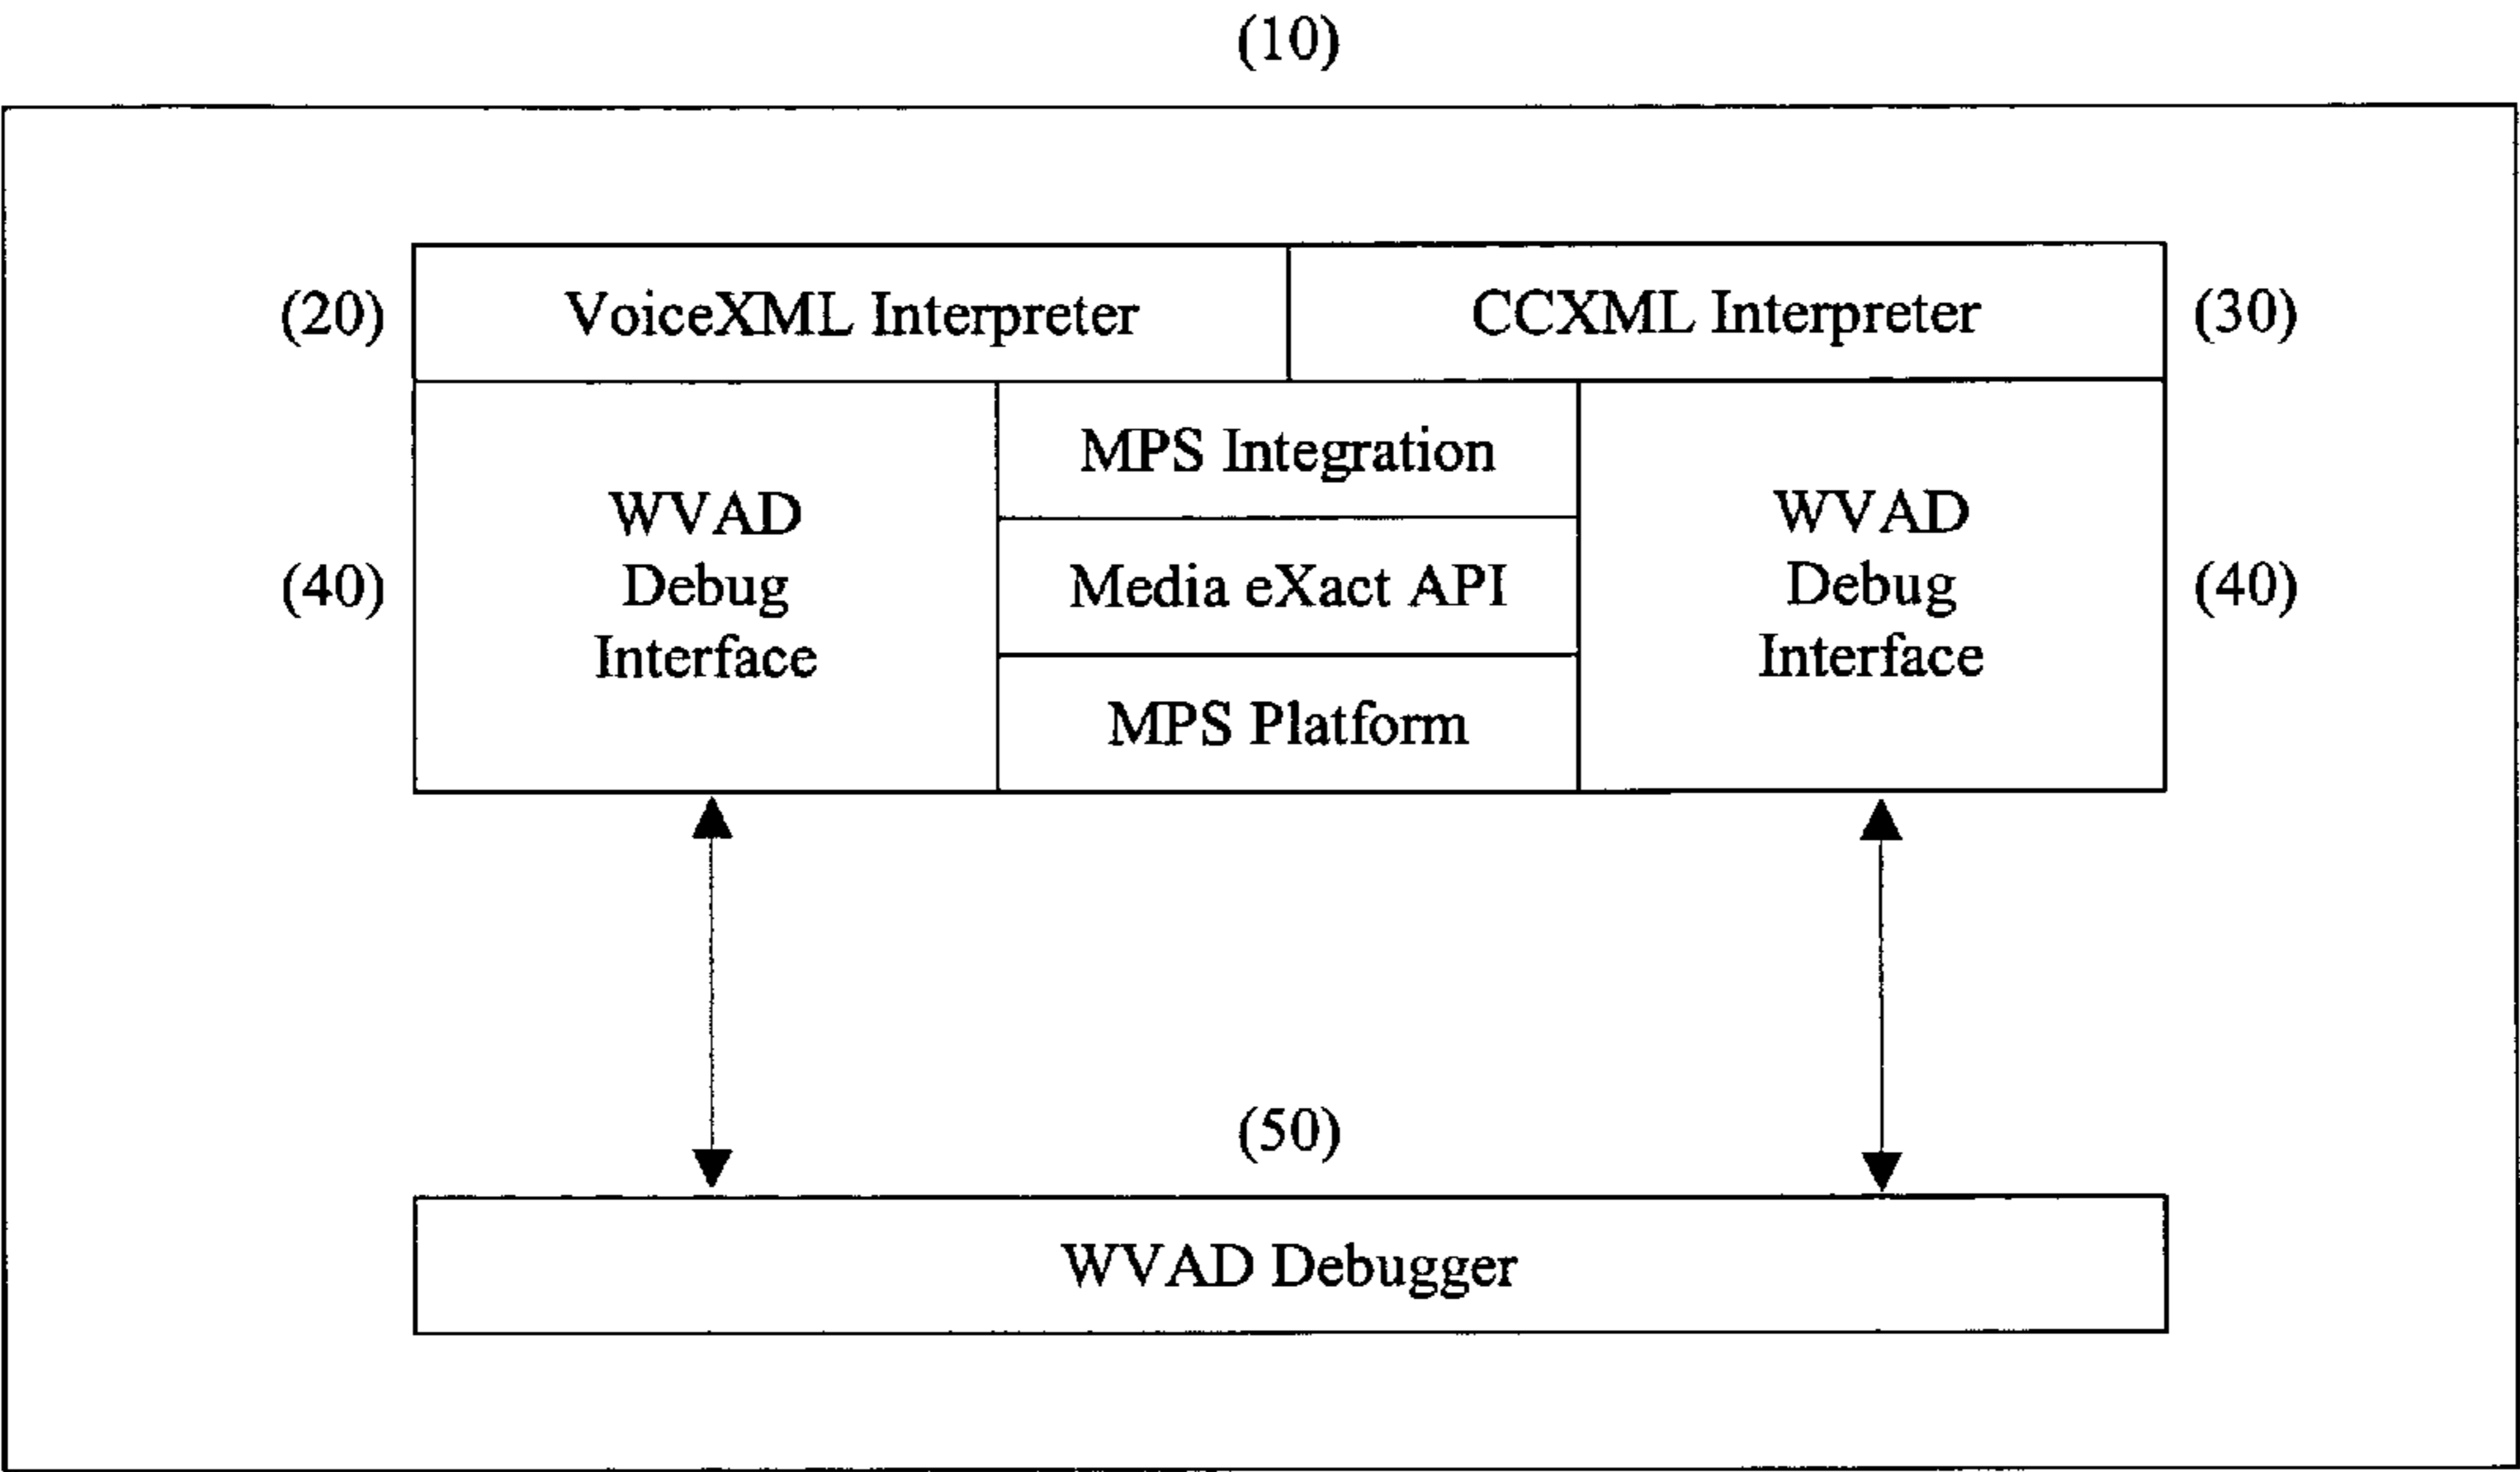 (10)
(20) VoiceXML Interpreter CCXML Interpreter (30)
MPS Integration
WVAD
Debug
Interface
(40)
Media eXact API
WVAD
Debug
Interface
(40)
MPS Platform
(50)
WVAD Debugger